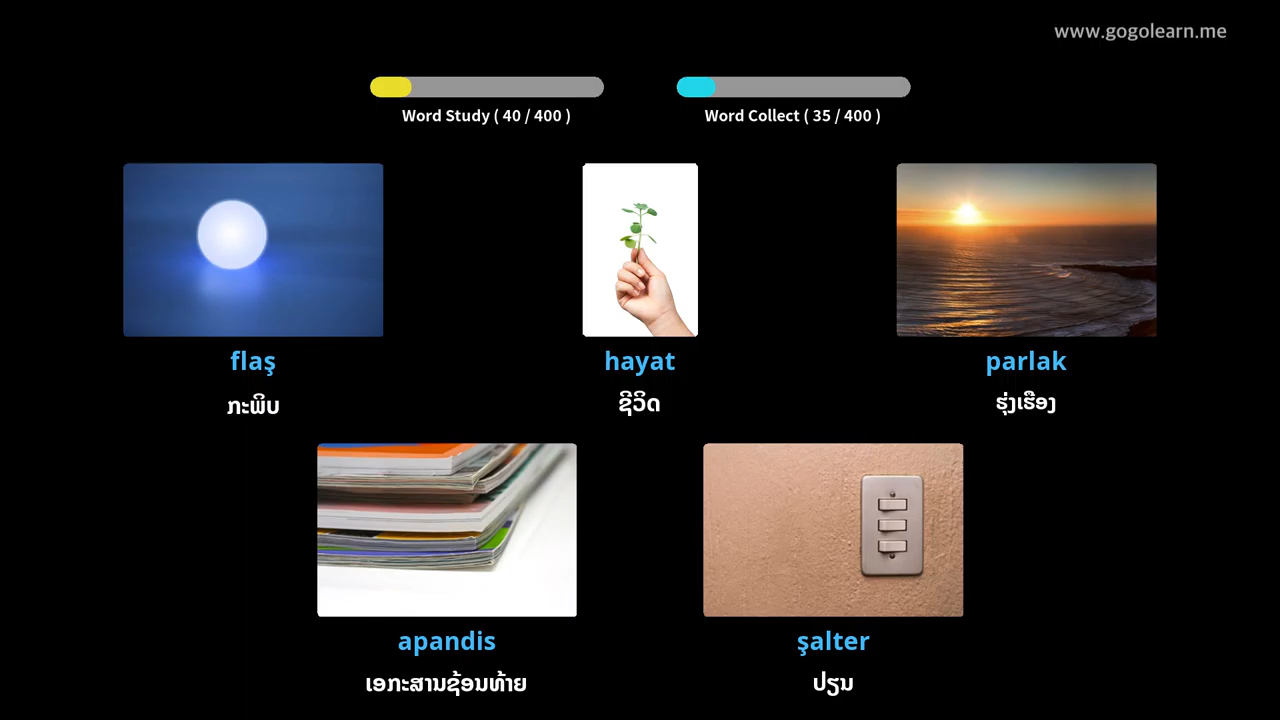 www.gogolearn.me
Word Study ( 40 / 400 )
Word Collect ( 35 / 400 )
flaş
hayat
parlak
ກະພິບ
ຊີວິດ
ຮຸ່ງເຮືອງ
apandis
şalter
ເອກະສານຊ້ອນທ້າຍ
ປຽນ